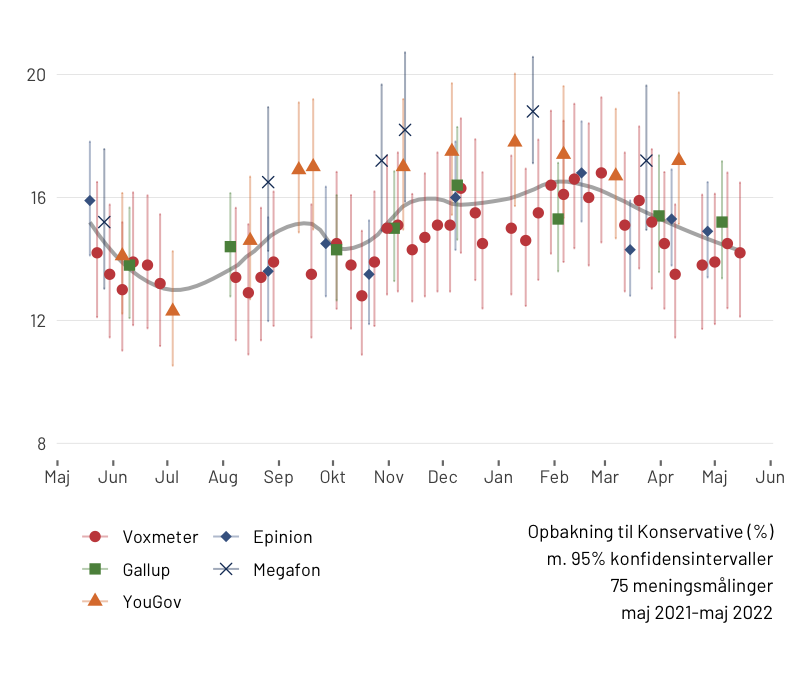 20
16
12
8
Maj Jun Jul Aug Sep Okt Nov Dec Jan Feb Mar Apr Maj Jun
Voxmeter Epinion
Gallup Megafon
YouGov
Opbakning til Konservative (%)
m. 95% konfidensintervaller
75 meningsmålinger
maj 2021-maj 2022